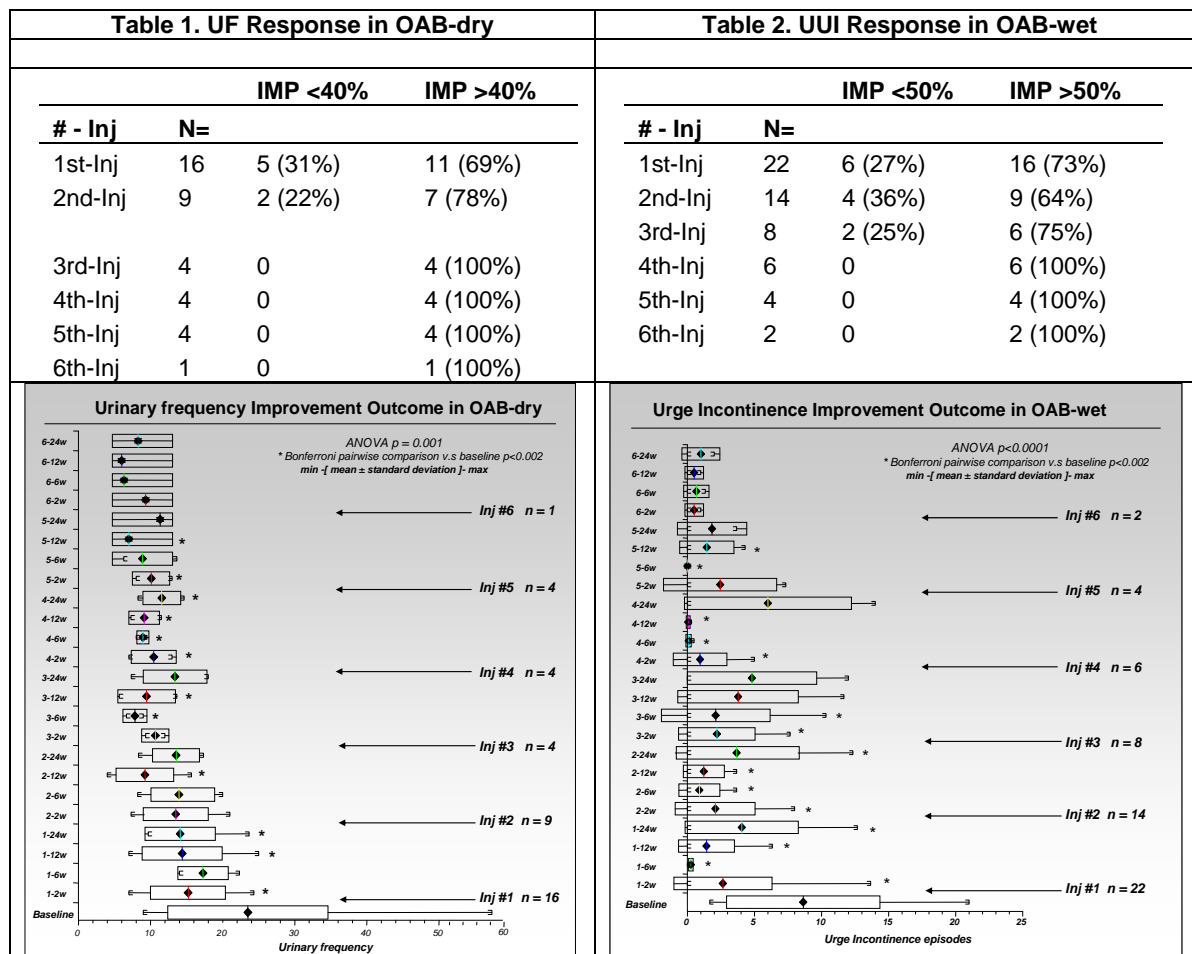 Table 1. UF Response in OAB-dry
IMP <40% IMP >40%
# - Inj N=
1st-Inj 16 5 (31%) 11 (69%)
2nd-Inj 9 2 (22%) 7 (78%)
3rd-Inj 4 0 4 (100%)
4th-Inj 4 0 4 (100%)
5th-Inj 4 0 4 (100%)
6th-Inj 1 0 1 (100%)
Table 2. UUI Response in OAB-wet
IMP <50% IMP >50%
# - Inj N=
1st-Inj 22 6 (27%) 16 (73%)
2nd-Inj 14 4 (36%) 9 (64%)
3rd-Inj 8 2 (25%) 6 (75%)
4th-Inj 6 0 6 (100%)
5th-Inj 4 0 4 (100%)
6th-Inj 2 0 2 (100%)
Urinary frequency Improvement Outcome in OAB-dry
ANOVA p = 0.001
* Bonferroni pairwise comparison v.s baseline p<0.002
min -[ mean ± standard deviation ]- max
6-24w
6-12w
6-6w
6-2w
Inj #6 n = 1
5-24w
5-12w *
5-6w
5-2w *
Inj #5 n = 4
4-24w *
4-12w *
4-6w *
4-2w *
Inj #4 n = 4
3-24w
3-12w *
3-6w *
3-2w
Inj #3 n = 4
2-24w
2-12w *
2-6w
2-2w
Inj #2 n = 9
1-24w *
1-12w *
1-6w
1-2w *
Inj #1 n = 16
Baseline
0 10 20 30 40 50 60
Urinary frequency
Urge Incontinence Improvement Outcome in OAB-wet
ANOVA p<0.0001
* Bonferroni pairwise comparison v.s baseline p<0.002
min -[ mean ± standard deviation ]- max
6-24w
6-12w
6-6w
6-2w
Inj #6 n = 2
5-24w
5-12w *
5-6w *
5-2w
Inj #5 n = 4
4-24w
4-12w *
4-6w *
4-2w *
Inj #4 n = 6
3-24w
3-12w
3-6w *
3-2w *
Inj #3 n = 8
2-24w *
2-12w *
2-6w *
2-2w *
Inj #2 n = 14
1-24w *
1-12w *
1-6w *
1-2w *
Inj #1 n = 22
Baseline
0 5 10 15 20 25
Urge Incontinence episodes